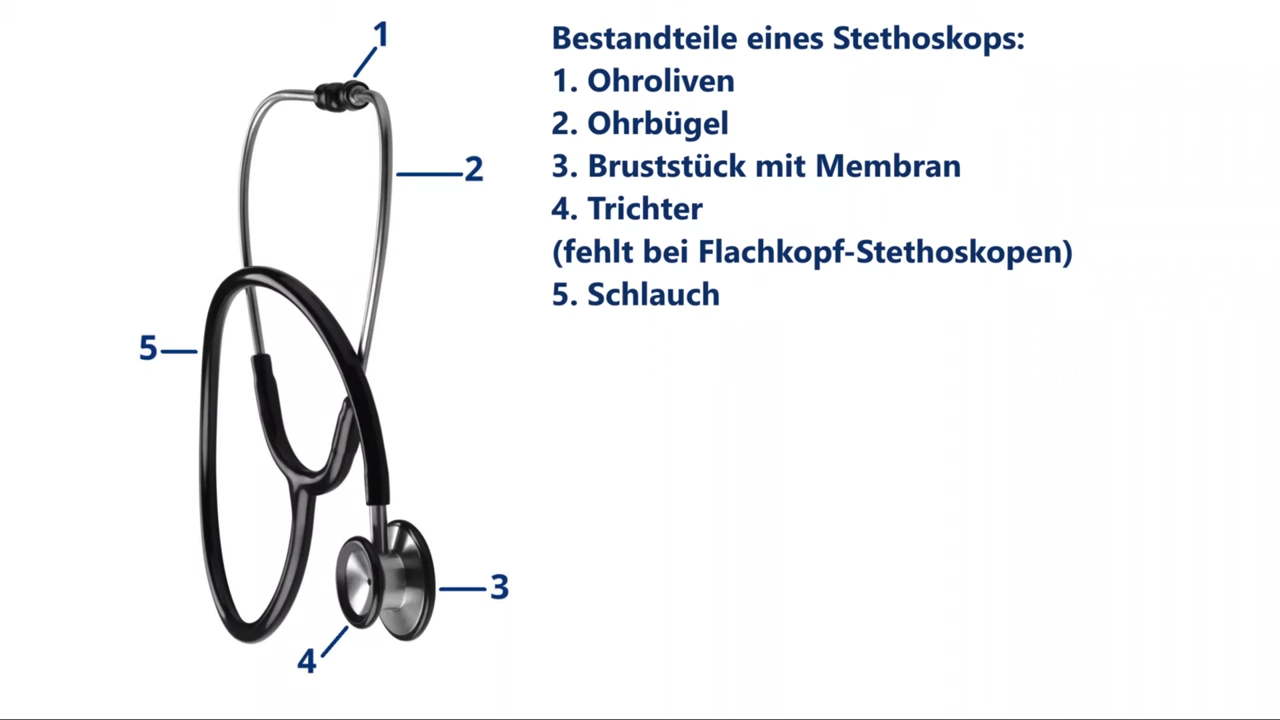 1
Bestandteile eines Stethoskops:
1. Ohroliven
2. Ohrbügel
3. Bruststück mit Membran
4. Trichter
(fehlt bei Flachkopf-Stethoskopen)
5. Schlauch
2
5
3
4